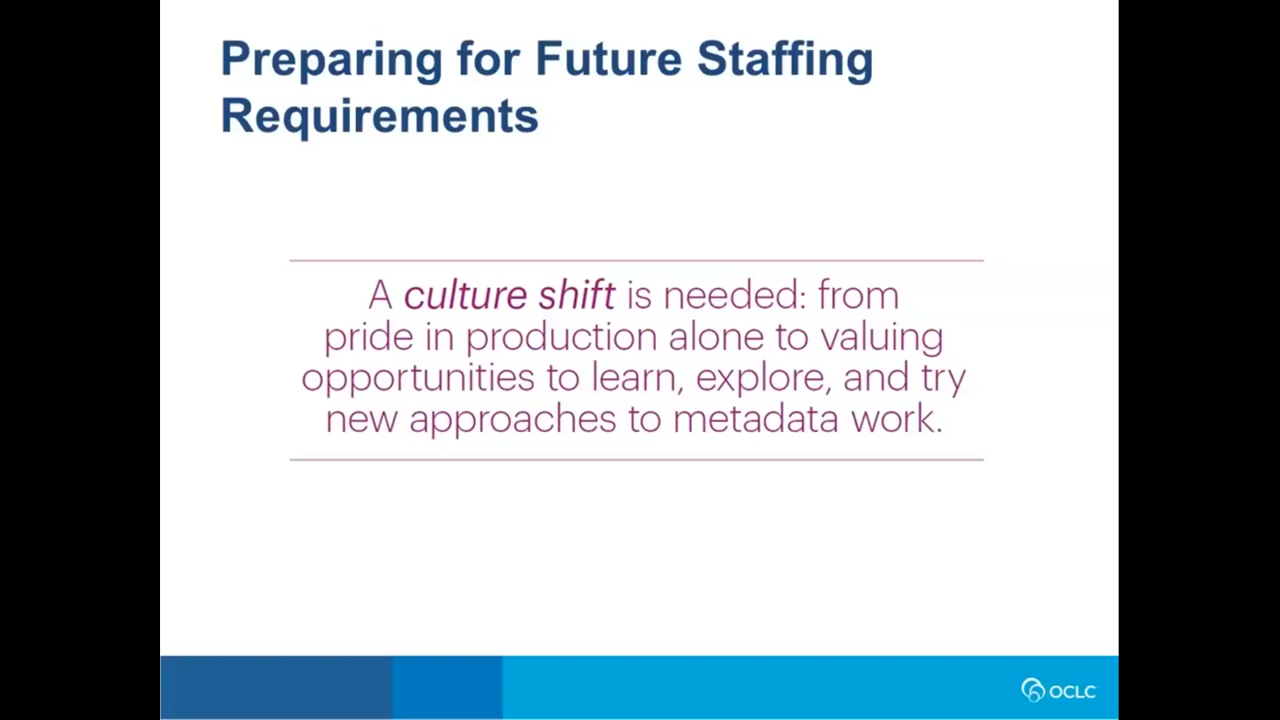 Preparing for Future Staffing
Requirements
A culture shift is needed: from
pride in production alone to valuing
opportunities to learn, explore, and try
new approaches to metadata work.
OCLC